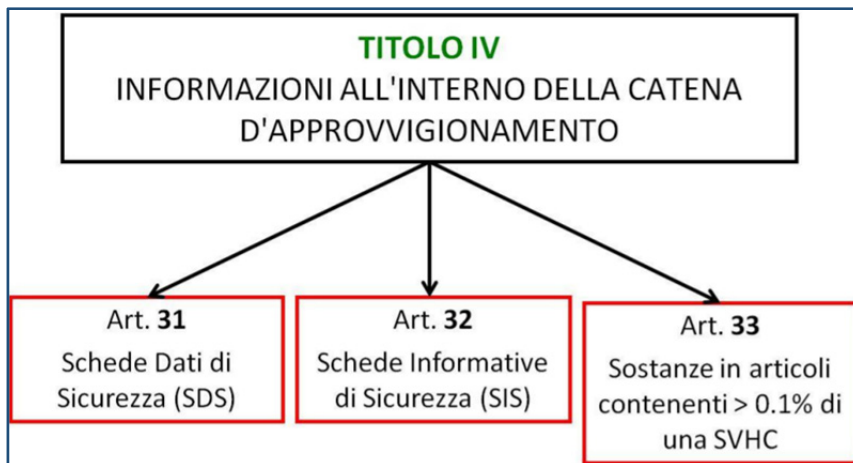 TITOLO IV
INFORMAZIONI ALL'INTERNO DELLA CATENA
D'APPROVVIGIONAMENTO
Art. 31
Schede Dati di
Sicurezza (SDS)
Art. 32
Schede Informative
di Sicurezza (SIS)
Art. 33
Sostanze in articoli
contenenti > 0.1% di
una SVHC